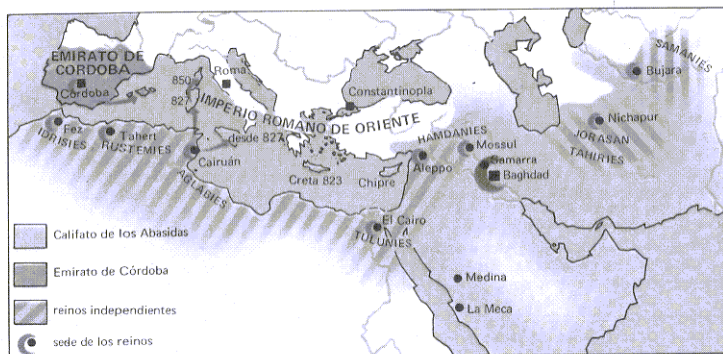 SAMANIES
EMIRATO DE
CORDOBA
Córdoba
850
827
Roma
Constantinopla
Bujara
IMPERIO ROMANO DE ORIENTE
Nichapur
JORASAN
TAHIRIES
Fez
IDRISIES
Tahert
RUSTEMIES
desde 827
Cairuán
HAMDANIES
Mossul
Samarra
Baghdad
Aleppo
AGLABIES
Creta 823
Chipre
El Cairo
TULUNIES
Medina
La Meca
Califato de los Abasidas
Emirato de Córdoba
reinos independientes
sede de los reinos